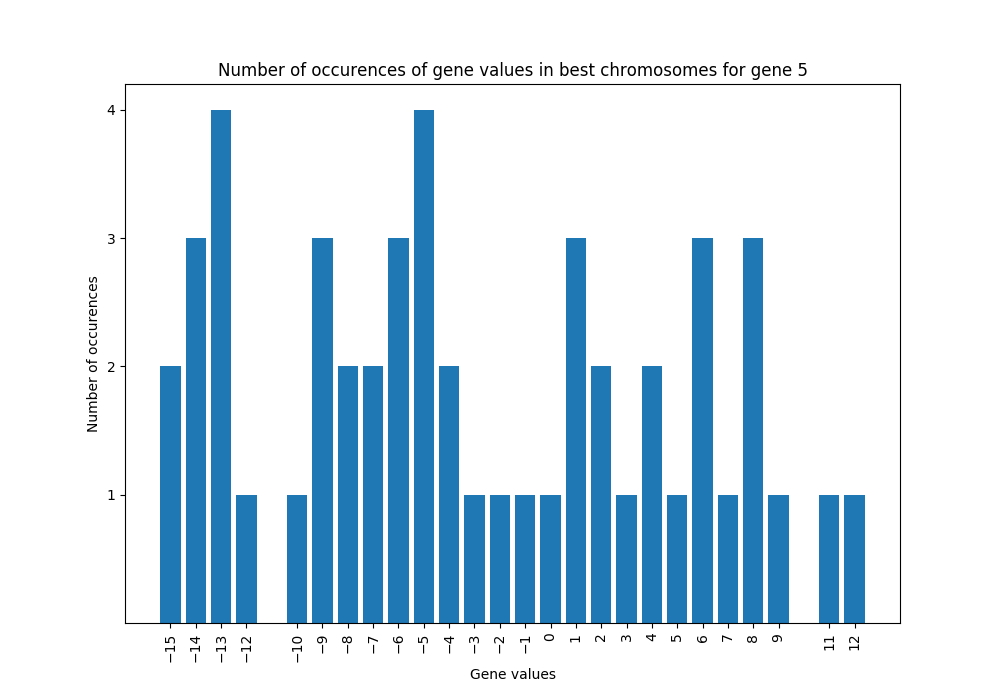 Number of occurences of gene values in best chromosomes for gene 5
Number of occurences
4
3
2
1
−15 −14 −13 −12 −10 −9 −8 −7 −6 −5 −4 −3 −2 −1 0 1 2 3 4 5 6 7 8 9 11 12
Gene values